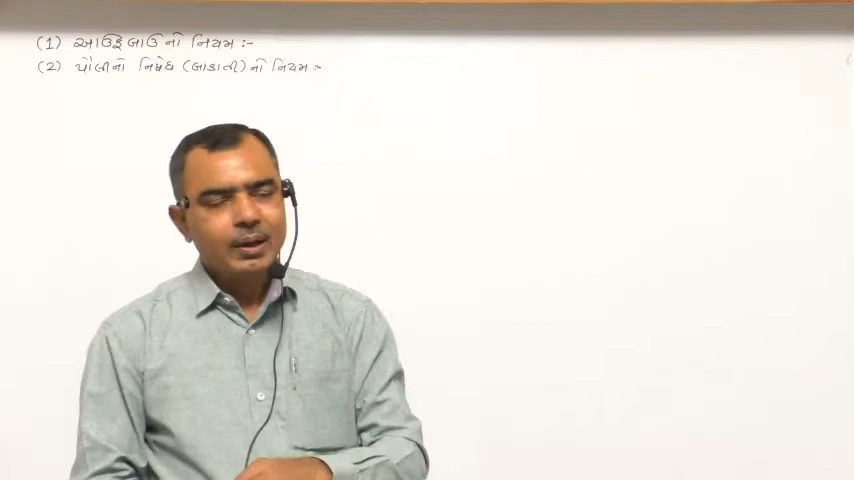 (1) આઉફબાઉનો નિયમ :-
(2) પૌલીનો નિષેધ (બાકાતી) નો નિયમ :-